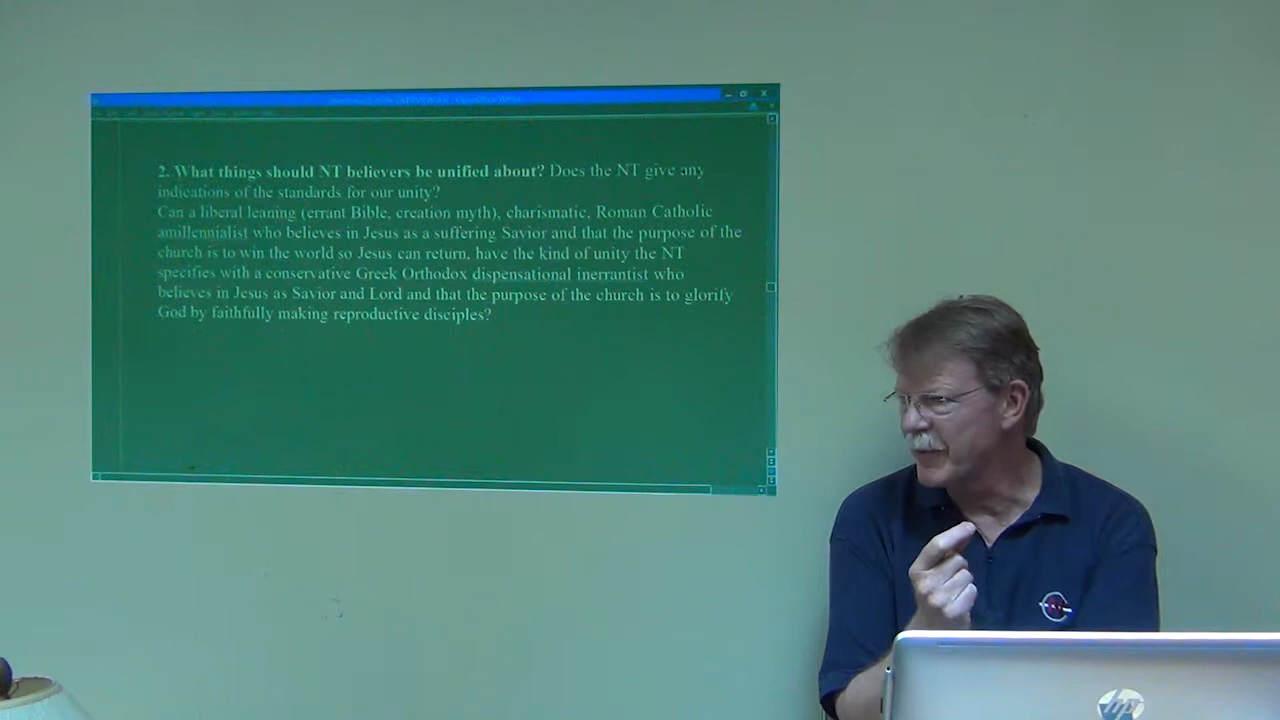 2. What things should NT believers be unified about? Does the NT give any
indications of the standards for our unity?
Can a liberal leaning (errant Bible, creation myth), charismatic, Roman Catholic
amillennialist who believes in Jesus as a suffering Savior and that the purpose of the
church is to win the world so Jesus can return, have the kind of unity the NT
specifies with a conservative Greek Orthodox dispensational inerrantist who
believes in Jesus as Savior and Lord and that the purpose of the church is to glorify
God by faithfully making reproductive disciples?
hp